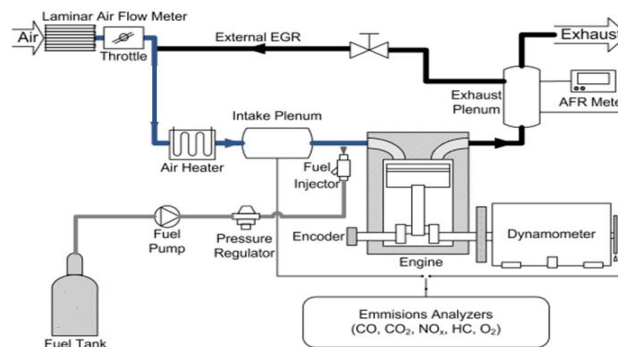 Laminar Air Flow Meter
Air
Throttle
External EGR
Exhaust
Exhaust
Plenum
AFR Mete
Intake Plenum
Air Heater
Fuel
Injector
Fuel
Pump
Pressure
Regulator
Encoder
Engine
Dynamometer
Fuel Tank
Emmisions Analyzers
(CO, CO₂, NOₓ, HC, O₂)